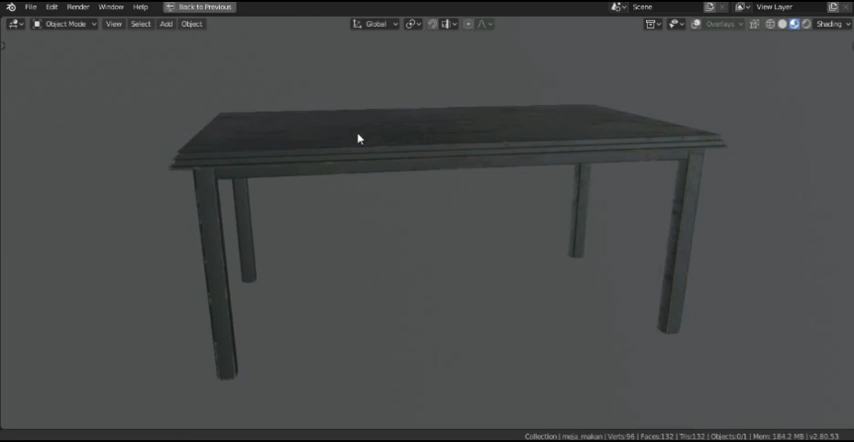 File Edit Render Window Help Back to Previous Scene View Layer
Object Mode View Select Add Object Global Overlays Shading
Collection | meja_makan | Verts:96 | Faces:132 | Tris:132 | Objects:0/1 | Mem: 184.2 MB | v2.80.53